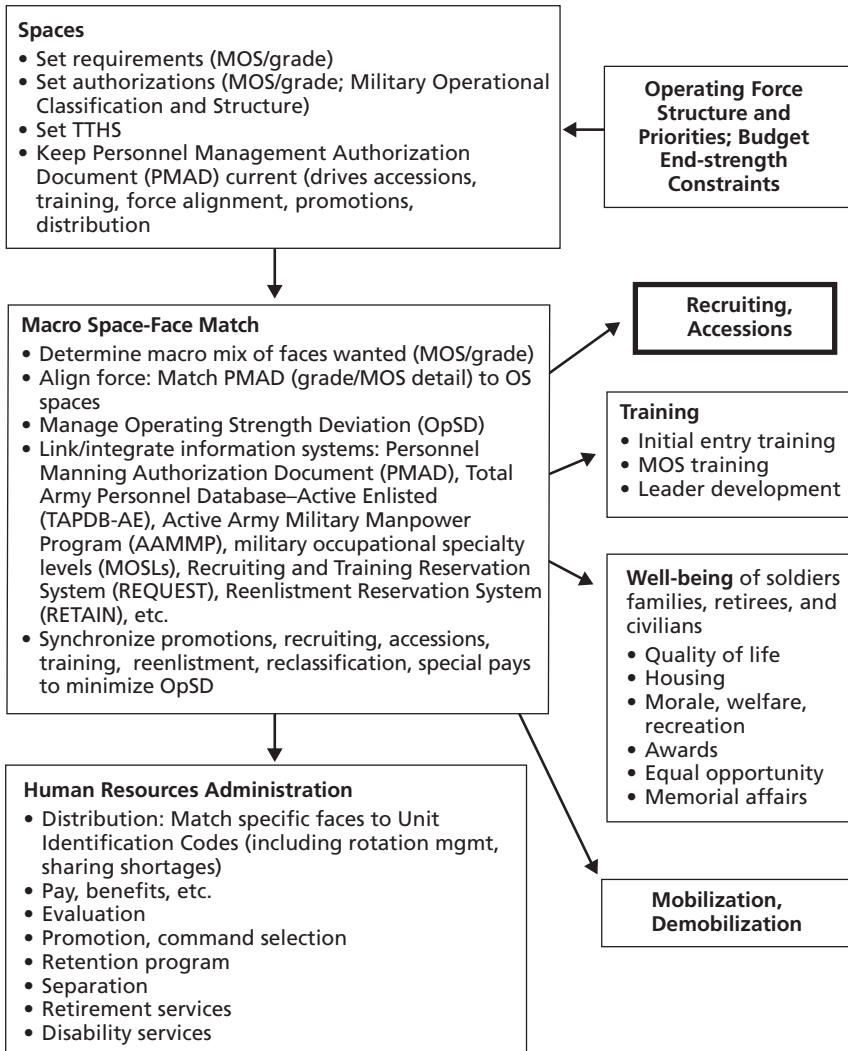 Spaces
• Set requirements (MOS/grade)
• Set authorizations (MOS/grade; Military Operational
Classification and Structure)
• Set TTHS
• Keep Personnel Management Authorization
Document (PMAD) current (drives accessions,
training, force alignment, promotions,
distribution
Operating Force
Structure and
Priorities; Budget
End-strength
Constraints
Macro Space-Face Match
• Determine macro mix of faces wanted (MOS/grade)
• Align force: Match PMAD (grade/MOS detail) to OS
spaces
• Manage Operating Strength Deviation (OpSD)
• Link/integrate information systems: Personnel
Manning Authorization Document (PMAD), Total
Army Personnel Database–Active Enlisted
(TAPDB-AE), Active Army Military Manpower
Program (AAMMP), military occupational specialty
levels (MOSLs), Recruiting and Training Reservation
System (REQUEST), Reenlistment Reservation System
(RETAIN), etc.
• Synchronize promotions, recruiting, accessions,
training, reenlistment, reclassification, special pays
to minimize OpSD
Recruiting,
Accessions
Training
• Initial entry training
• MOS training
• Leader development
Well-being of soldiers
families, retirees, and
civilians
• Quality of life
• Housing
• Morale, welfare,
recreation
• Awards
• Equal opportunity
• Memorial affairs
Mobilization,
Demobilization
Human Resources Administration
• Distribution: Match specific faces to Unit
Identification Codes (including rotation mgmt,
sharing shortages)
• Pay, benefits, etc.
• Evaluation
• Promotion, command selection
• Retention program
• Separation
• Retirement services
• Disability services